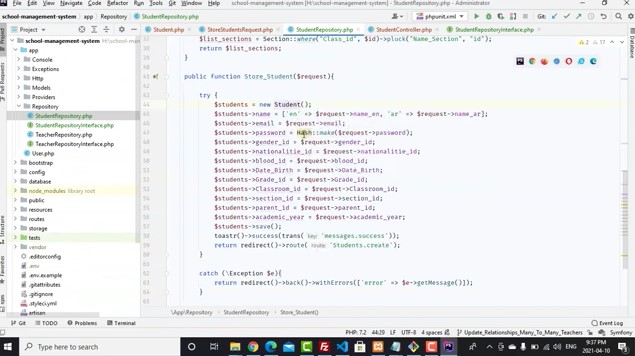 File Edit View Navigate Code Refactor Run Tools Git Window Help school-management-system - StudentRepository.php - Administrator
school-management-system app Repository StudentRepository.php
phpunit.xml
Git:
Project
Student.php StoreStudentsRequest.php StudentRepository.php StudentController.php StudentRepositoryInterface.php
school-management-system
app
Console
Exceptions
Http
Models
Providers
Repository
StudentRepository.php
StudentRepositoryInterface.php
TeacherRepository.php
TeacherRepositoryInterface.php
User.php
bootstrap
config
database
node_modules library root
public
resources
routes
storage
tests
vendor
.editorconfig
.env
.env.example
.gitattributes
.gitignore
.styleci.yml
artisan
$list_sections = Section::where("Class_id", $id)->pluck("Name_Section", "id");
return $list_sections;
}
public function Store_Student($request){
try {
$students = new Student();
$students->name = ['en' => $request->name_en, 'ar' => $request->name_ar];
$students->email = $request->email;
$students->password = Hash::make($request->password);
$students->gender_id = $request->gender_id;
$students->nationalitie_id = $request->nationalitie_id;
$students->blood_id = $request->blood_id;
$students->Date_Birth = $request->Date_Birth;
$students->Grade_id = $request->Grade_id;
$students->Classroom_id = $request->Classroom_id;
$students->section_id = $request->section_id;
$students->parent_id = $request->parent_id;
$students->academic_year = $request->academic_year;
$students->save();
toastr()->success(trans( key: 'messages.success'));
return redirect()->route( route: 'Students.create');
}
catch (\Exception $e){
return redirect()->back()->withErrors(['error' => $e->getMessage()]);
}
\App\Repository StudentRepository Store_Student()
Git TODO Problems Terminal Event Log
PHP: 7.2 44:29 LF UTF-8 4 spaces Update_Relationships_Many_To_Many_Teachers
Type here to search
9:37 PM
2021-04-10